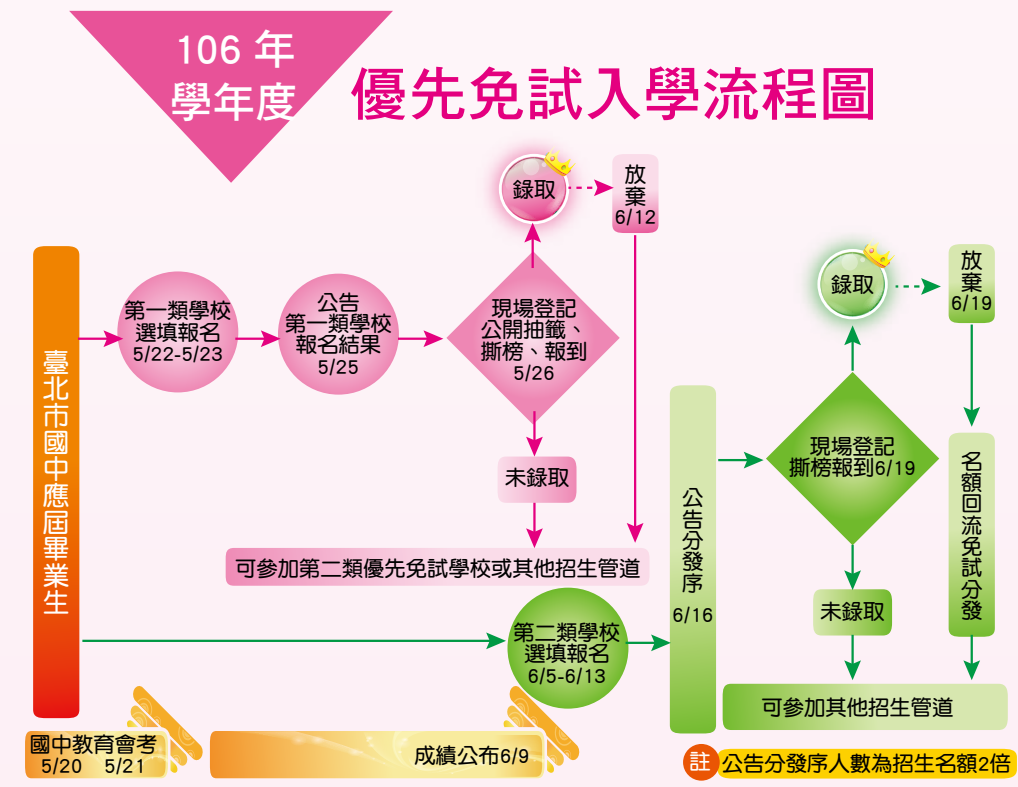 106 年
學年度
優先免試入學流程圖
錄取
放
棄
6/12
臺
北
市
國
中
應
屆
畢
業
生
第一類學校
選填報名
5/22-5/23
公告
第一類學校
報名結果
5/25
現場登記
公開抽籤、
撕榜、報到
5/26
未錄取
可參加第二類優先免試學校或其他招生管道
第二類學校
選填報名
6/5-6/13
公
告
分
發
序
6/16
錄取
放
棄
6/19
現場登記
撕榜報到6/19
名
額
回
流
免
試
分
發
未錄取
可參加其他招生管道
國中教育會考
5/20 5/21
成績公布6/9
註 公告分發序人數為招生名額2倍